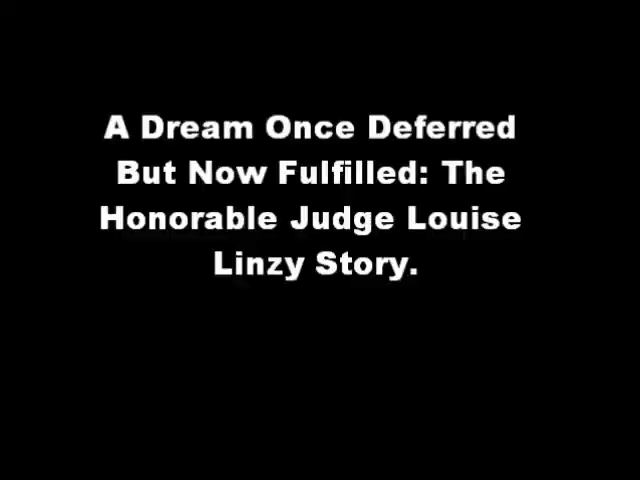 A Dream Once Deferred
But Now Fulfilled: The
Honorable Judge Louise
Linzy Story.